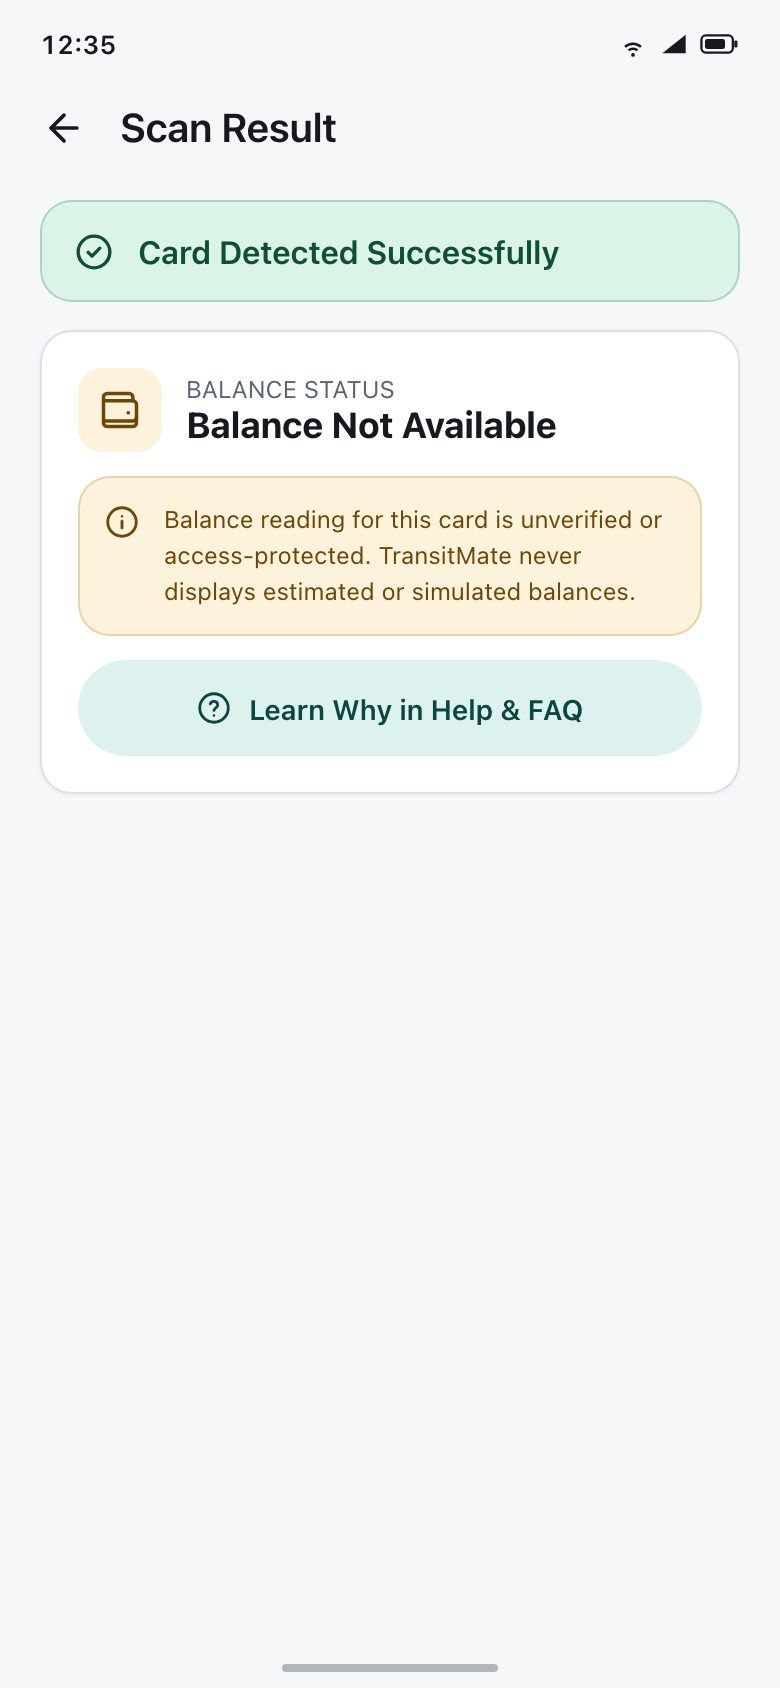 12:35
Scan Result
Card Detected Successfully
BALANCE STATUS
Balance Not Available
Balance reading for this card is unverified or
access-protected. TransitMate never
displays estimated or simulated balances.
Learn Why in Help & FAQ